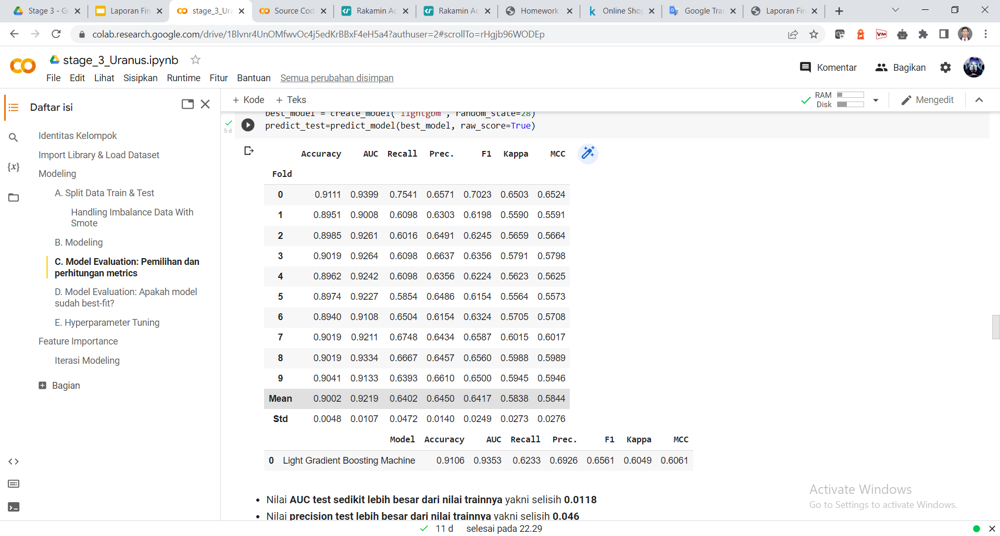 Stage 3 - G
Laporan Fin
stage_3_Ura
Source Cod
Rakamin Ac
Rakamin Ac
Homework
Online Shop
Google Tran
Laporan Fin
colab.research.google.com/drive/1Blvnr4UnOMfwvOc4j5edKrBBxF4eH5a4?authuser=2#scrollTo=rHgjb96WODEp
stage_3_Uranus.ipynb
File Edit Lihat Sisipkan Runtime Fitur Bantuan Semua perubahan disimpan
Komentar Bagikan
Daftar isi
+ Kode + Teks
RAM
Disk
Mengedit
Identitas Kelompok
Import Library & Load Dataset
Modeling
A. Split Data Train & Test
Handling Imbalance Data With
Smote
B. Modeling
C. Model Evaluation: Pemilihan dan
perhitungan metrics
D. Model Evaluation: Apakah model
sudah best-fit?
E. Hyperparameter Tuning
Feature Importance
Iterasi Modeling
Bagian
{x}
5 d
best_model = create_model('lightgbm', random_state=28)
predict_test=predict_model(best_model, raw_score=True)
Accuracy AUC Recall Prec. F1 Kappa MCC
Fold
0 0.9111 0.9399 0.7541 0.6571 0.7023 0.6503 0.6524
1 0.8951 0.9008 0.6098 0.6303 0.6198 0.5590 0.5591
2 0.8985 0.9261 0.6016 0.6491 0.6245 0.5659 0.5664
3 0.9019 0.9264 0.6098 0.6637 0.6356 0.5791 0.5798
4 0.8962 0.9242 0.6098 0.6356 0.6224 0.5623 0.5625
5 0.8974 0.9227 0.5854 0.6486 0.6154 0.5564 0.5573
6 0.8940 0.9108 0.6504 0.6154 0.6324 0.5705 0.5708
7 0.9019 0.9211 0.6748 0.6434 0.6587 0.6015 0.6017
8 0.9019 0.9334 0.6667 0.6457 0.6560 0.5988 0.5989
9 0.9041 0.9133 0.6393 0.6610 0.6500 0.5945 0.5946
Mean 0.9002 0.9219 0.6402 0.6450 0.6417 0.5838 0.5844
Std 0.0048 0.0107 0.0472 0.0140 0.0249 0.0273 0.0276
Model Accuracy AUC Recall Prec. F1 Kappa MCC
0 Light Gradient Boosting Machine 0.9106 0.9353 0.6233 0.6926 0.6561 0.6049 0.6061
• Nilai AUC test sedikit lebih besar dari nilai trainnya yakni selisih 0.0118
• Nilai precision test lebih besar dari nilai trainnya yakni selisih 0.046
Activate Windows
Go to Settings to activate Windows.
11 d selesai pada 22.29